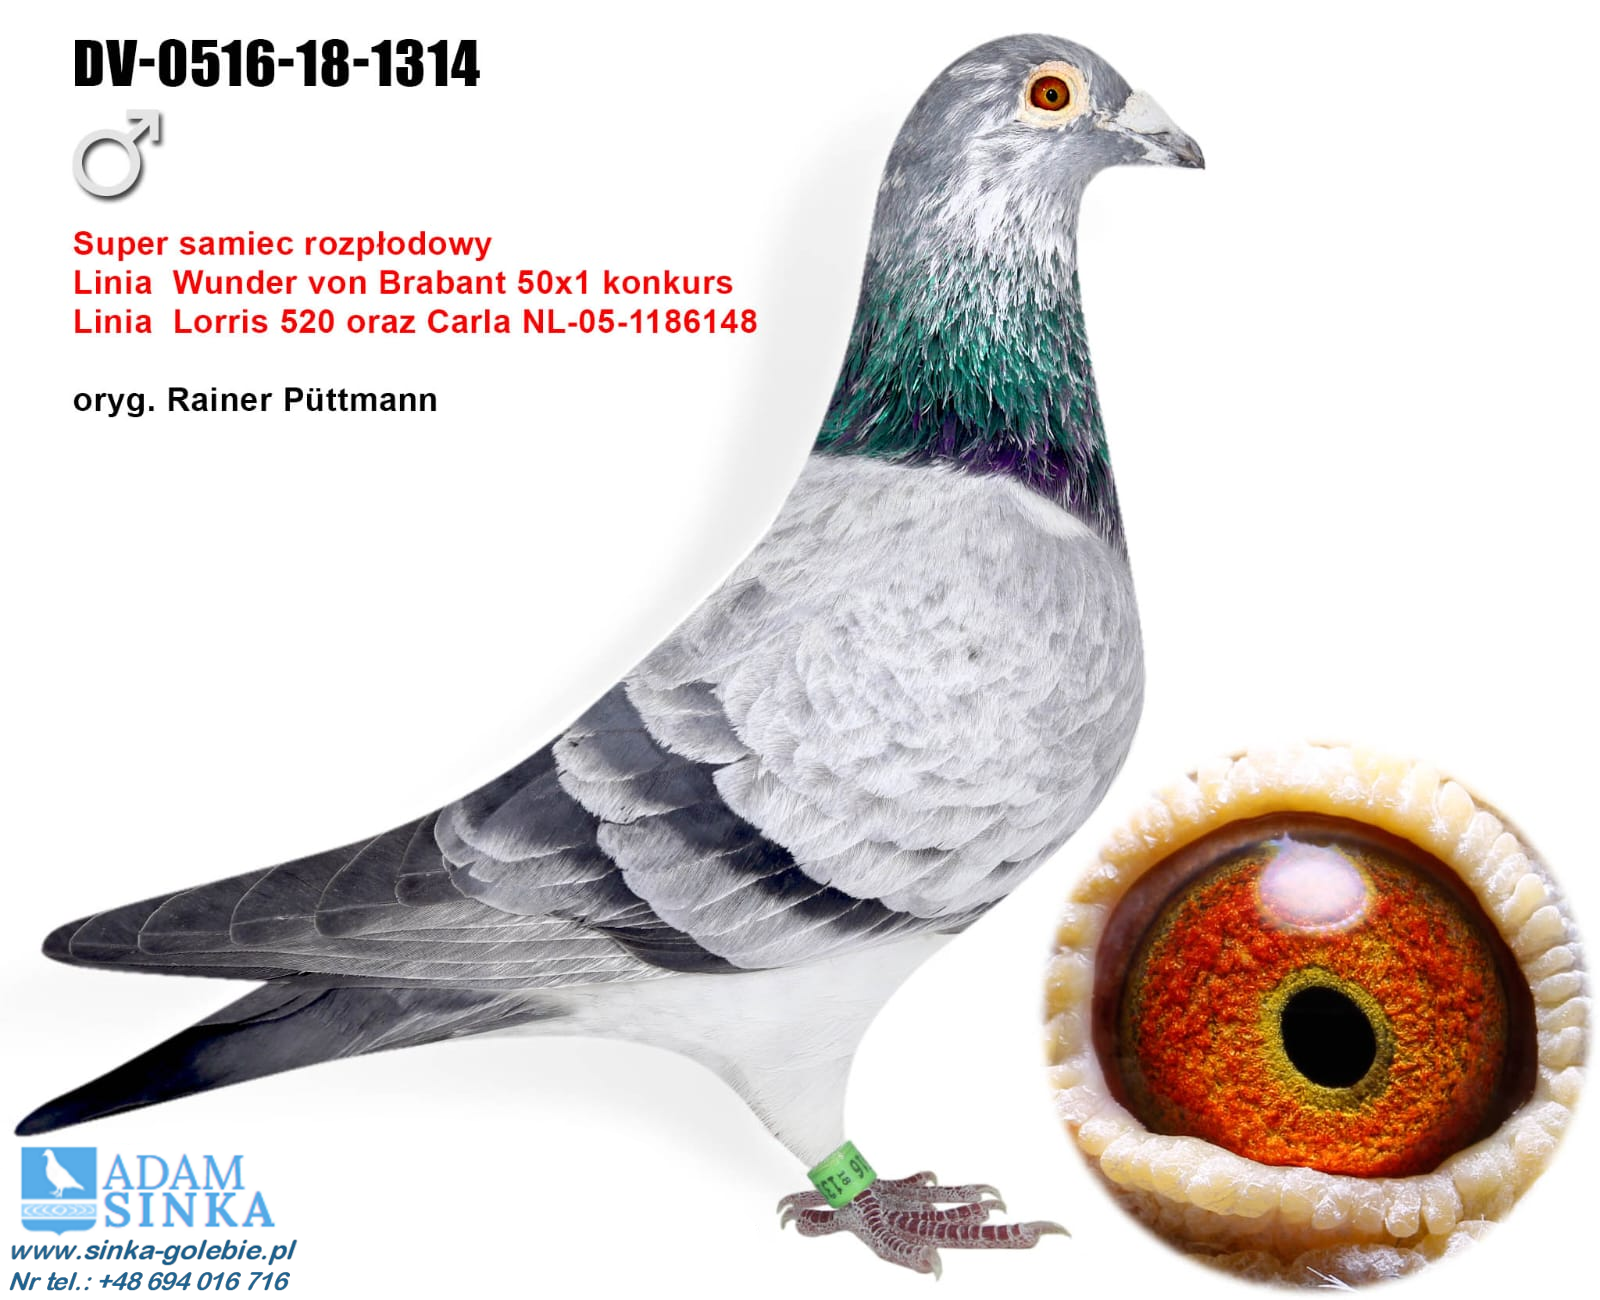 DV-0516-18-1314
Super samiec rozpłodowy
Linia Wunder von Brabant 50x1 konkurs
Linia Lorris 520 oraz Carla NL-05-1186148
oryg. Rainer Püttmann
ADAM
SINKA
www.sinka-golebie.pl
Nr tel.: +48 694 016 716